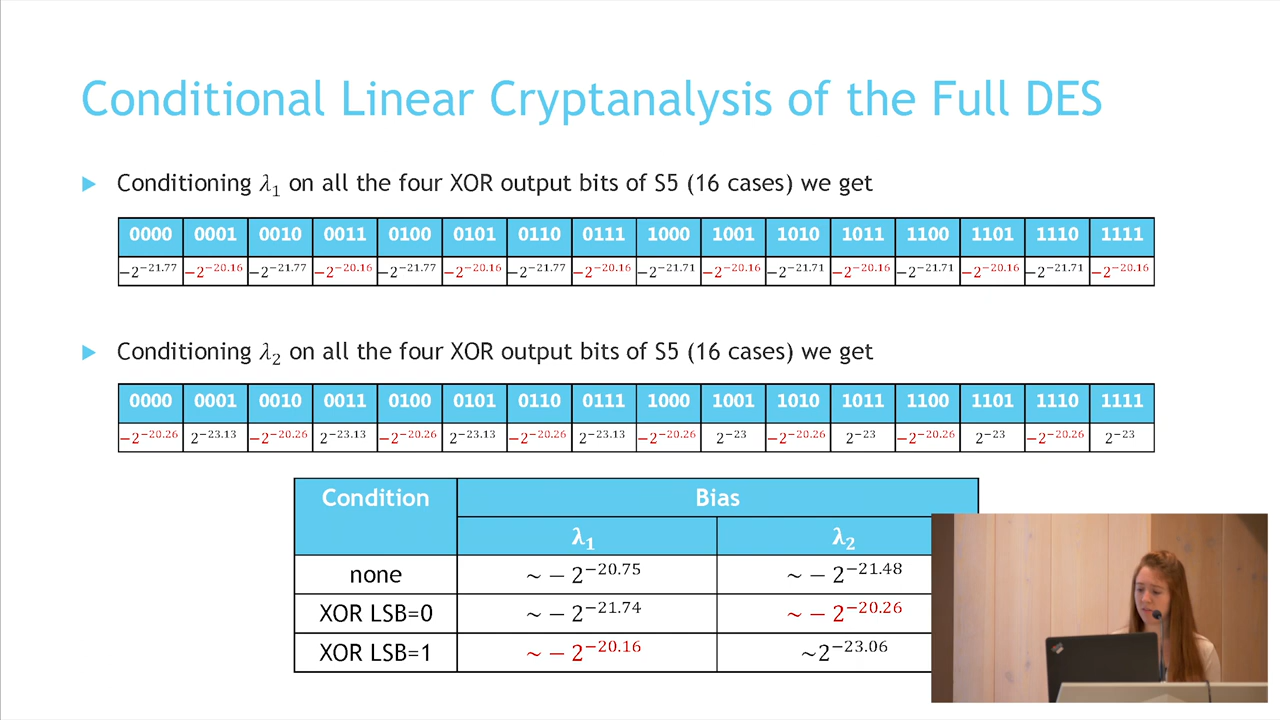 Conditional Linear Cryptanalysis of the Full DES
Conditioning λ₁ on all the four XOR output bits of S5 (16 cases) we get
0000 0001 0010 0011 0100 0101 0110 0111 1000 1001 1010 1011 1100 1101 1110 1111
−2^−21.77 −2^−20.16 −2^−21.77 −2^−20.16 −2^−21.77 −2^−20.16 −2^−21.77 −2^−20.16 −2^−21.71 −2^−20.16 −2^−21.71 −2^−20.16 −2^−21.71 −2^−20.16 −2^−21.71 −2^−20.16
Conditioning λ₂ on all the four XOR output bits of S5 (16 cases) we get
0000 0001 0010 0011 0100 0101 0110 0111 1000 1001 1010 1011 1100 1101 1110 1111
−2^−20.26 2^−23.13 −2^−20.26 2^−23.13 −2^−20.26 2^−23.13 −2^−20.26 2^−23.13 −2^−20.26 2^−23 −2^−20.26 2^−23 −2^−20.26 2^−23 −2^−20.26 2^−23
Condition Bias
λ₁ λ₂
none ~ − 2^−20.75 ~ − 2^−21.48
XOR LSB=0 ~ − 2^−21.74 ~ − 2^−20.26
XOR LSB=1 ~ − 2^−20.16 ~2^−23.06